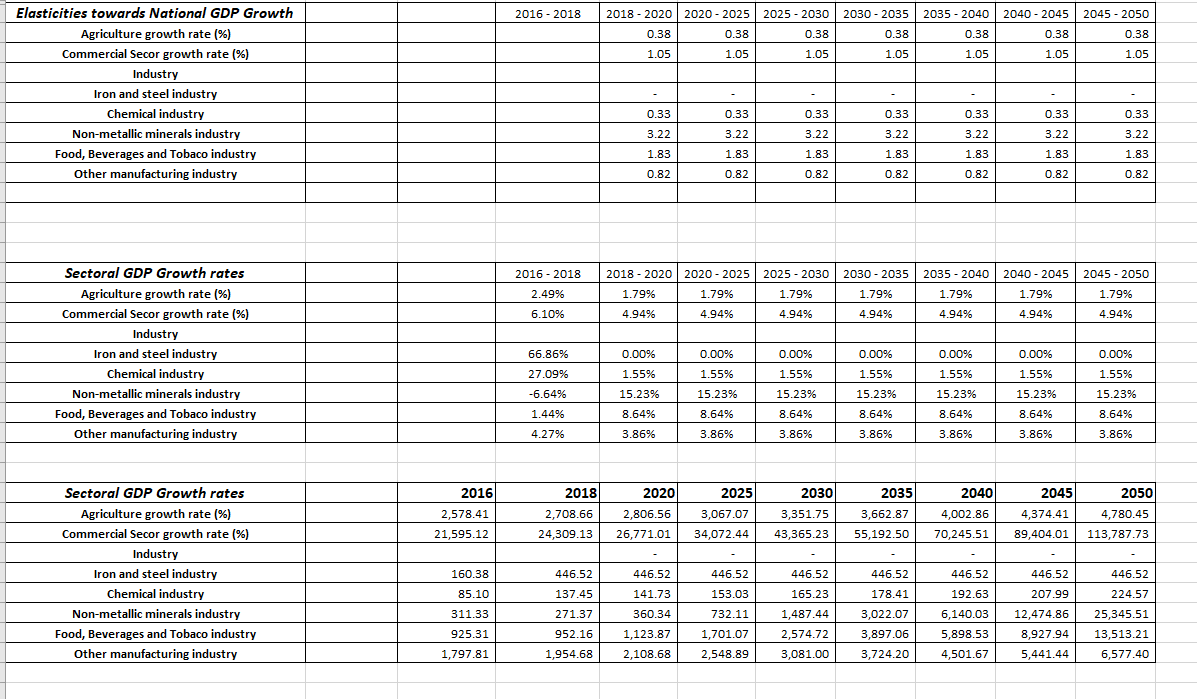 Elasticities towards National GDP Growth 2016 - 2018 2018 - 2020 2020 - 2025 2025 - 2030 2030 - 2035 2035 - 2040 2040 - 2045 2045 - 2050
Agriculture growth rate (%) 0.38 0.38 0.38 0.38 0.38 0.38 0.38
Commercial Secor growth rate (%) 1.05 1.05 1.05 1.05 1.05 1.05 1.05
Industry
Iron and steel industry - - - - - - -
Chemical industry 0.33 0.33 0.33 0.33 0.33 0.33 0.33
Non-metallic minerals industry 3.22 3.22 3.22 3.22 3.22 3.22 3.22
Food, Beverages and Tobaco industry 1.83 1.83 1.83 1.83 1.83 1.83 1.83
Other manufacturing industry 0.82 0.82 0.82 0.82 0.82 0.82 0.82
Sectoral GDP Growth rates 2016 - 2018 2018 - 2020 2020 - 2025 2025 - 2030 2030 - 2035 2035 - 2040 2040 - 2045 2045 - 2050
Agriculture growth rate (%) 2.49% 1.79% 1.79% 1.79% 1.79% 1.79% 1.79% 1.79%
Commercial Secor growth rate (%) 6.10% 4.94% 4.94% 4.94% 4.94% 4.94% 4.94% 4.94%
Industry
Iron and steel industry 66.86% 0.00% 0.00% 0.00% 0.00% 0.00% 0.00% 0.00%
Chemical industry 27.09% 1.55% 1.55% 1.55% 1.55% 1.55% 1.55% 1.55%
Non-metallic minerals industry -6.64% 15.23% 15.23% 15.23% 15.23% 15.23% 15.23% 15.23%
Food, Beverages and Tobaco industry 1.44% 8.64% 8.64% 8.64% 8.64% 8.64% 8.64% 8.64%
Other manufacturing industry 4.27% 3.86% 3.86% 3.86% 3.86% 3.86% 3.86% 3.86%
Sectoral GDP Growth rates 2016 2018 2020 2025 2030 2035 2040 2045 2050
Agriculture growth rate (%) 2,578.41 2,708.66 2,806.56 3,067.07 3,351.75 3,662.87 4,002.86 4,374.41 4,780.45
Commercial Secor growth rate (%) 21,595.12 24,309.13 26,771.01 34,072.44 43,365.23 55,192.50 70,245.51 89,404.01 113,787.73
Industry - - - - - - -
Iron and steel industry 160.38 446.52 446.52 446.52 446.52 446.52 446.52 446.52 446.52
Chemical industry 85.10 137.45 141.73 153.03 165.23 178.41 192.63 207.99 224.57
Non-metallic minerals industry 311.33 271.37 360.34 732.11 1,487.44 3,022.07 6,140.03 12,474.86 25,345.51
Food, Beverages and Tobaco industry 925.31 952.16 1,123.87 1,701.07 2,574.72 3,897.06 5,898.53 8,927.94 13,513.21
Other manufacturing industry 1,797.81 1,954.68 2,108.68 2,548.89 3,081.00 3,724.20 4,501.67 5,441.44 6,577.40